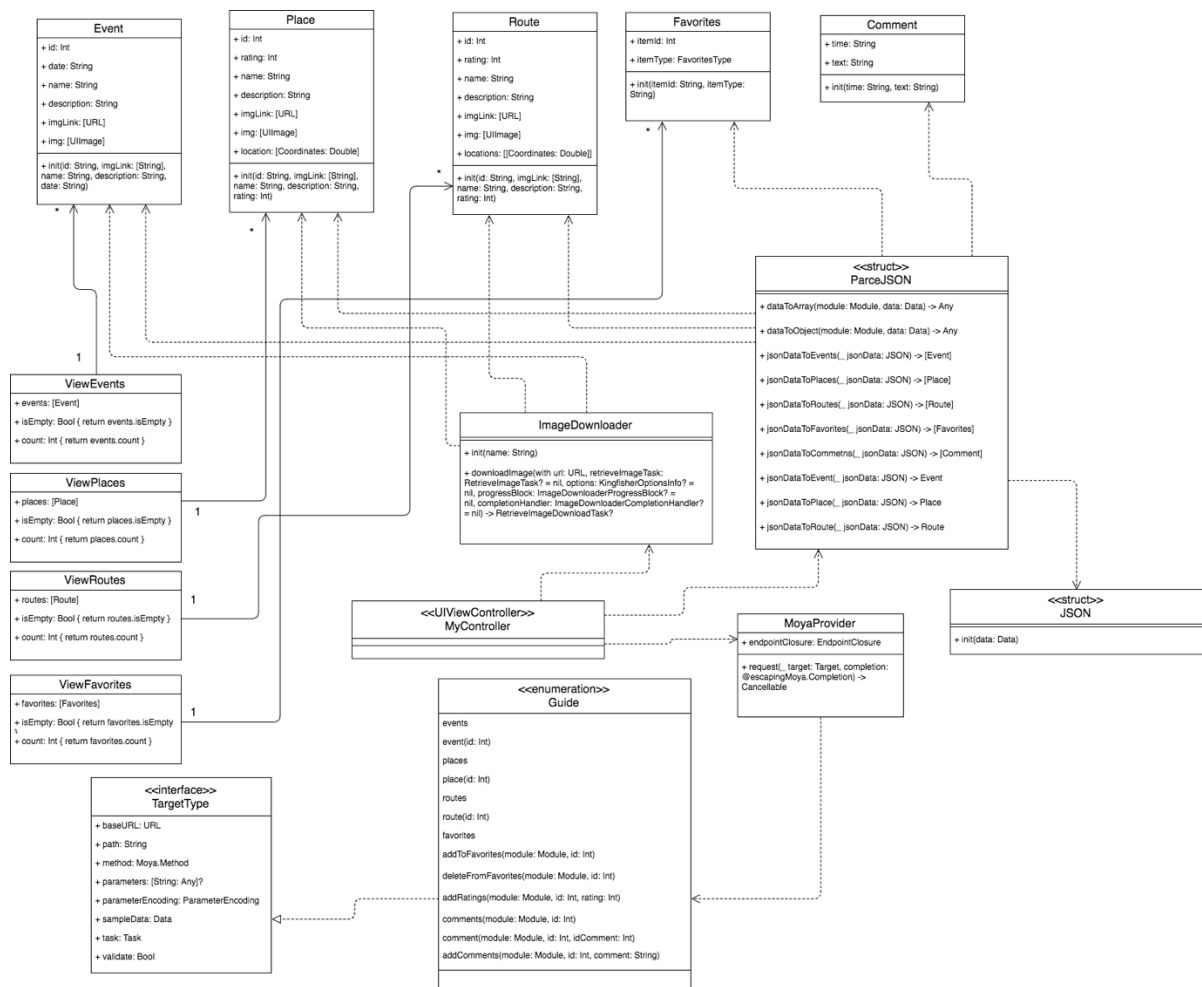 Event
+ id: Int
+ date: String
+ name: String
+ description: String
+ imgLink: [URL]
+ img: [UIImage]
+ init(id: String, imgLink: [String],
name: String, description: String,
date: String)
*
Place
+ id: Int
+ rating: Int
+ name: String
+ description: String
+ imgLink: [URL]
+ img: [UIImage]
+ location: [Coordinates: Double]
+ init(id: String, imgLink: [String],
name: String, description: String,
rating: Int)
*
Route
+ id: Int
+ rating: Int
+ name: String
+ description: String
+ imgLink: [URL]
+ img: [UIImage]
+ locations: [[Coordinates: Double]]
+ init(id: String, imgLink: [String],
name: String, description: String,
rating: Int)
*
Favorites
+ itemId: Int
+ itemType: FavoritesType
+ init(itemId: String, itemType:
String)
*
Comment
+ time: String
+ text: String
+ init(time: String, text: String)
<<struct>>
ParceJSON
+ dataToArray(module: Module, data: Data) -> Any
+ dataToObject(module: Module, data: Data) -> Any
+ jsonDataToEvents(_ jsonData: JSON) -> [Event]
+ jsonDataToPlaces(_ jsonData: JSON) -> [Place]
+ jsonDataToRoutes(_ jsonData: JSON) -> [Route]
+ jsonDataToFavorites(_ jsonData: JSON) -> [Favorites]
+ jsonDataToCommetns(_ jsonData: JSON) -> [Comment]
+ jsonDataToEvent(_ jsonData: JSON) -> Event
+ jsonDataToPlace(_ jsonData: JSON) -> Place
+ jsonDataToRoute(_ jsonData: JSON) -> Route
1
ViewEvents
+ events: [Event]
+ isEmpty: Bool { return events.isEmpty }
+ count: Int { return events.count }
ViewPlaces
+ places: [Place]
+ isEmpty: Bool { return places.isEmpty }
+ count: Int { return places.count }
1
ViewRoutes
+ routes: [Route]
+ isEmpty: Bool { return routes.isEmpty }
+ count: Int { return routes.count }
1
ViewFavorites
+ favorites: [Favorites]
+ isEmpty: Bool { return favorites.isEmpty
}
+ count: Int { return favorites.count }
1
ImageDownloader
+ init(name: String)
+ downloadImage(with url: URL, retrieveImageTask:
RetrieveImageTask? = nil, options: KingfisherOptionsInfo? =
nil, progressBlock: ImageDownloaderProgressBlock? =
nil, completionHandler: ImageDownloaderCompletionHandler?
= nil) -> RetrieveImageDownloadTask?
<<UIViewController>>
MyController
MoyaProvider
+ endpointClosure: EndpointClosure
+ request(_ target: Target, completion:
@escapingMoya.Completion) ->
Cancellable
<<struct>>
JSON
+ init(data: Data)
<<enumeration>>
Guide
events
event(id: Int)
places
place(id: Int)
routes
route(id: Int)
favorites
addToFavorites(module: Module, id: Int)
deleteFromFavorites(module: Module, id: Int)
addRatings(module: Module, id: Int, rating: Int)
comments(module: Module, id: Int)
comment(module: Module, id: Int, idComment: Int)
addComments(module: Module, id: Int, comment: String)
<<interface>>
TargetType
+ baseURL: URL
+ path: String
+ method: Moya.Method
+ parameters: [String: Any]?
+ parameterEncoding: ParameterEncoding
+ sampleData: Data
+ task: Task
+ validate: Bool